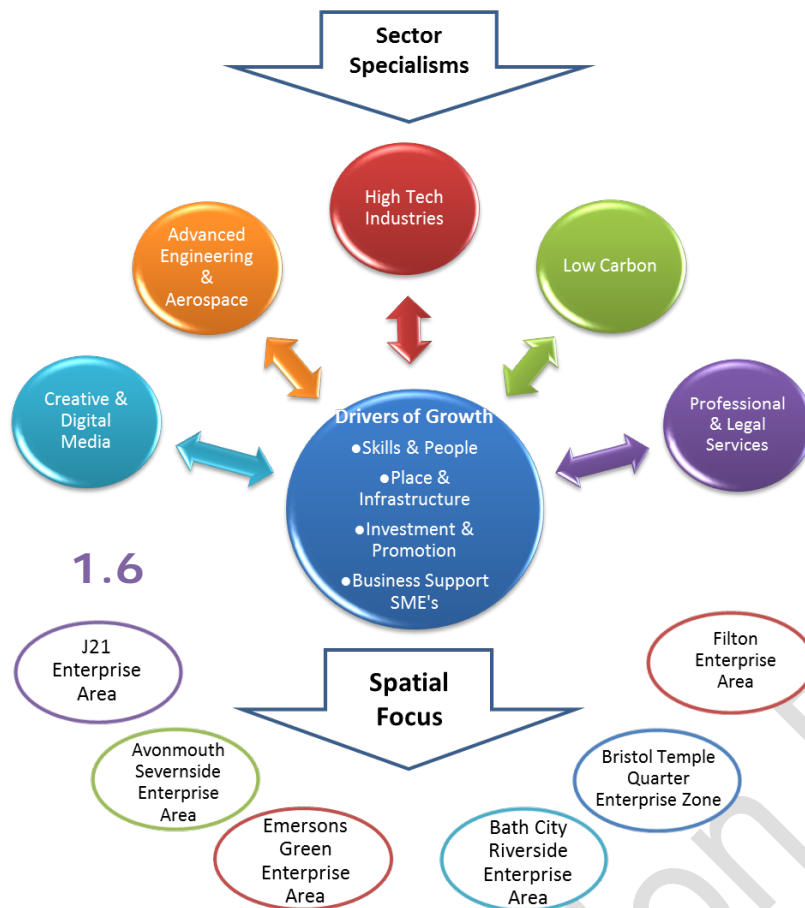 Sector
Specialisms
High Tech
Industries
Advanced
Engineering
&
Aerospace
Low Carbon
Creative &
Digital
Media
Professional
& Legal
Services
Drivers of Growth
●Skills & People
●Place &
Infrastructure
●Investment &
Promotion
●Business Support
SME's
1.6
J21
Enterprise
Area
Spatial
Focus
Filton
Enterprise
Area
Avonmouth
Severnside
Enterprise
Area
Bristol Temple
Quarter
Enterprise Zone
Emersons
Green
Enterprise
Area
Bath City
Riverside
Enterprise
Area